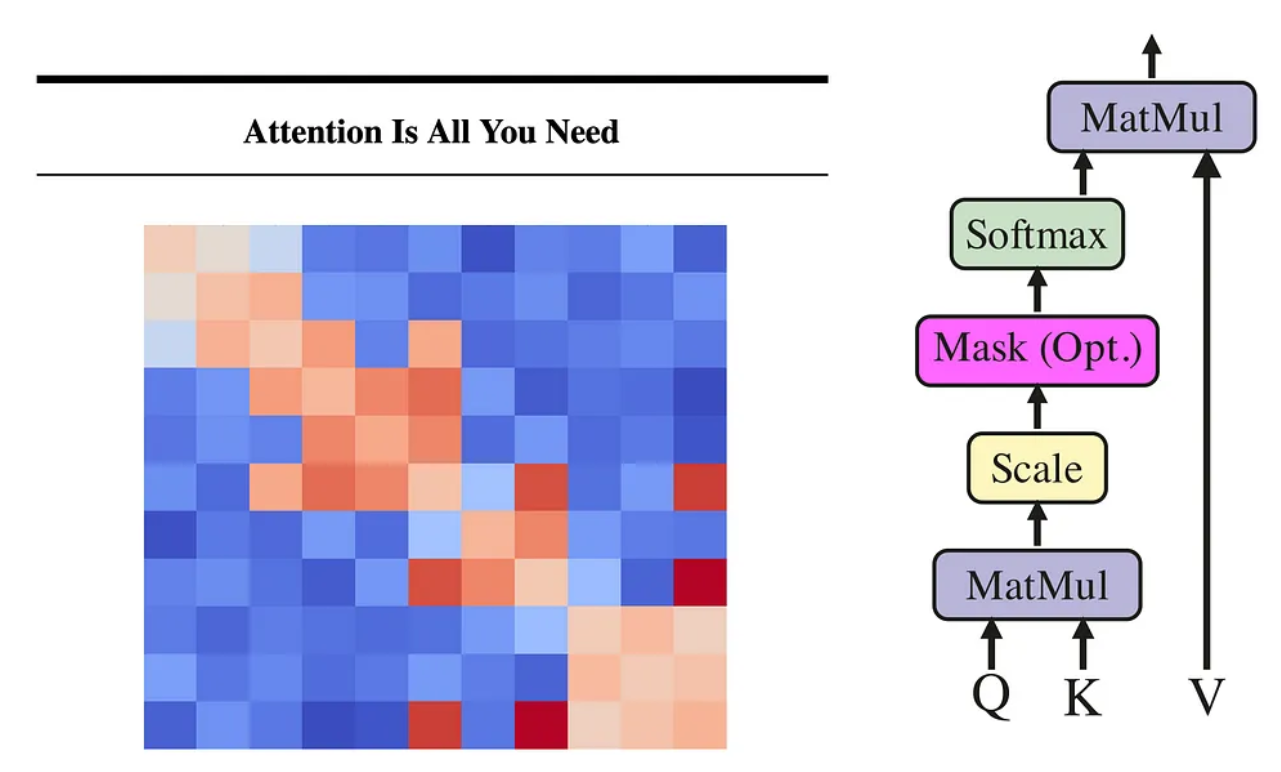 Attention Is All You Need
MatMul
Softmax
Mask (Opt.)
Scale
MatMul
Q K V